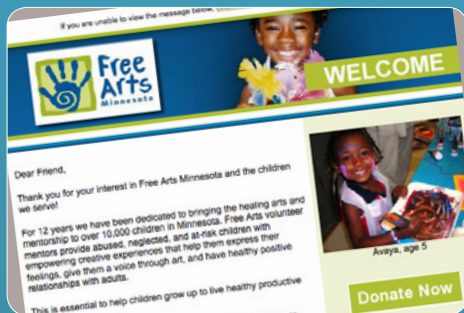 If you are unable to view the message below,
Free
Arts
Minnesota
WELCOME
Dear Friend,
Thank you for your interest in Free Arts Minnesota and the children
we serve!
For 12 years we have been dedicated to bringing the healing arts and
mentorship to over 10,000 children in Minnesota. Free Arts volunteer
mentors provide abused, neglected, and at-risk children with
empowering creative experiences that help them express their
feelings, give them a voice through art, and have healthy positive
relationships with adults.
This is essential to help children grow up to live healthy productive
Avaya, age 5
Donate Now